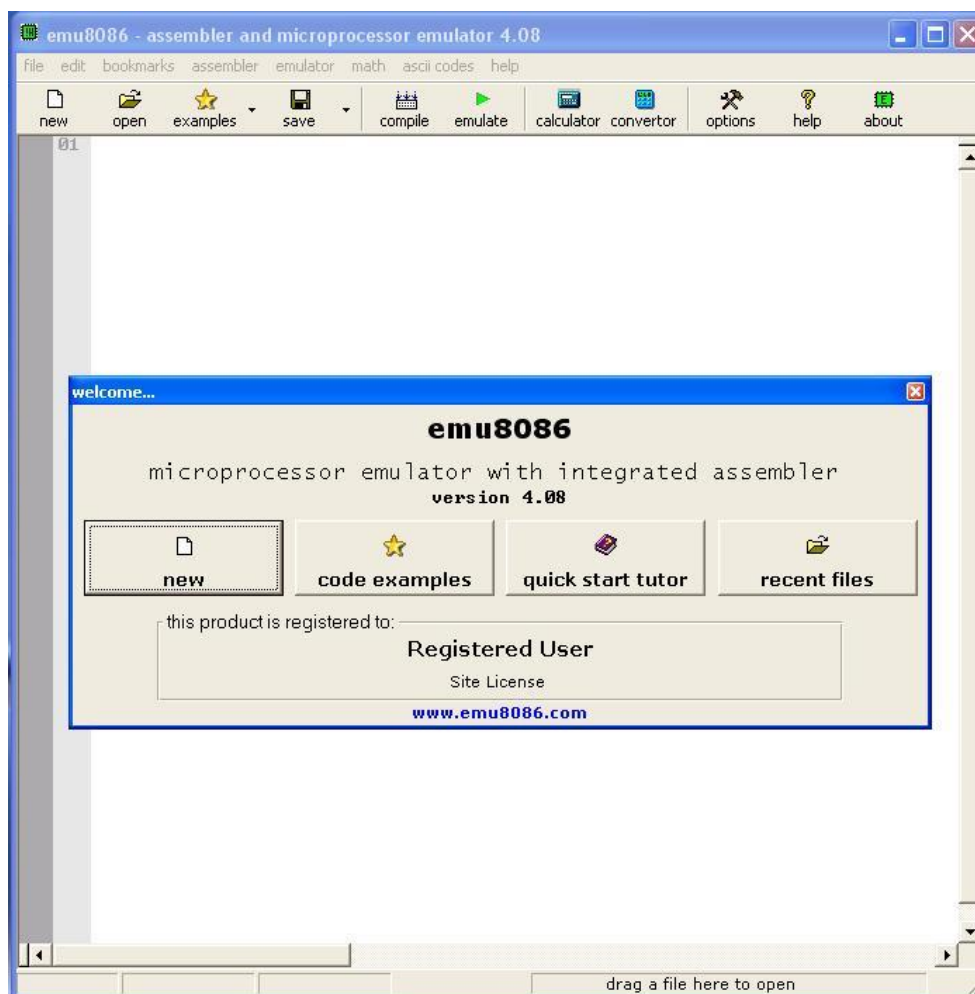 emu8086 - assembler and microprocessor emulator 4.08
file edit bookmarks assembler emulator math ascii codes help
new open examples save compile emulate calculator convertor options help about
01
welcome...
emu8086
microprocessor emulator with integrated assembler
version 4.08
new code examples quick start tutor recent files
this product is registered to:
Registered User
Site License
www.emu8086.com
drag a file here to open